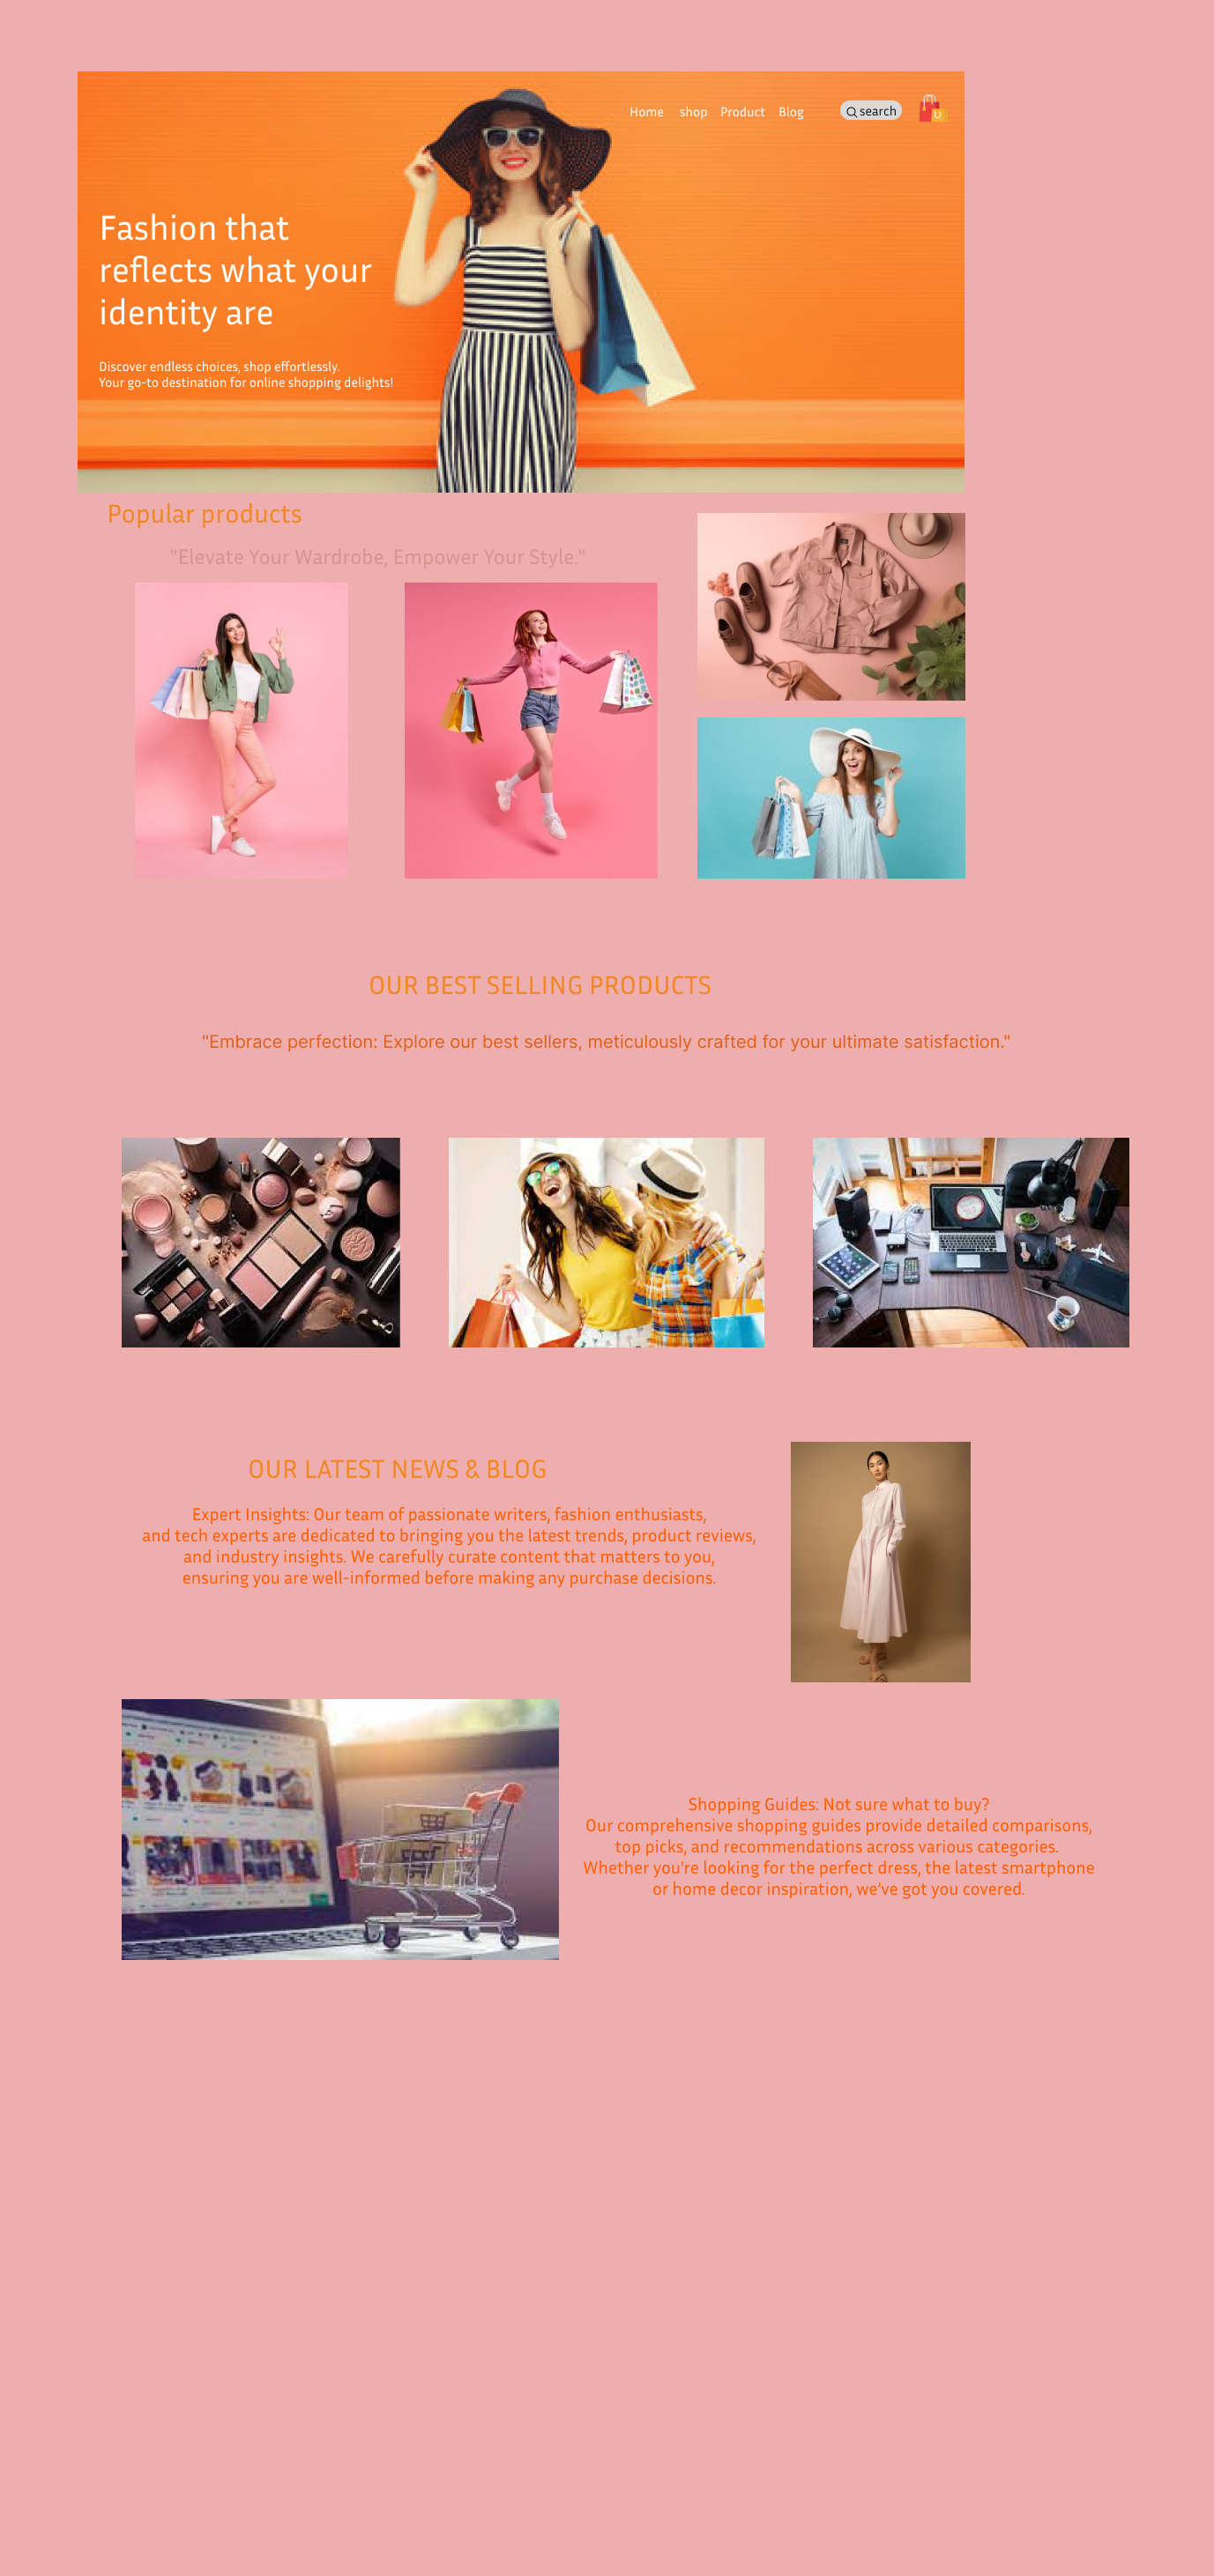 Home shop Product Blog search
Fashion that
reflects what your
identity are
Discover endless choices, shop effortlessly.
Your go-to destination for online shopping delights!
Popular products
"Elevate Your Wardrobe, Empower Your Style."
OUR BEST SELLING PRODUCTS
"Embrace perfection: Explore our best sellers, meticulously crafted for your ultimate satisfaction."
OUR LATEST NEWS & BLOG
Expert Insights: Our team of passionate writers, fashion enthusiasts,
and tech experts are dedicated to bringing you the latest trends, product reviews,
and industry insights. We carefully curate content that matters to you,
ensuring you are well-informed before making any purchase decisions.
Shopping Guides: Not sure what to buy?
Our comprehensive shopping guides provide detailed comparisons,
top picks, and recommendations across various categories.
Whether you're looking for the perfect dress, the latest smartphone
or home decor inspiration, we’ve got you covered.